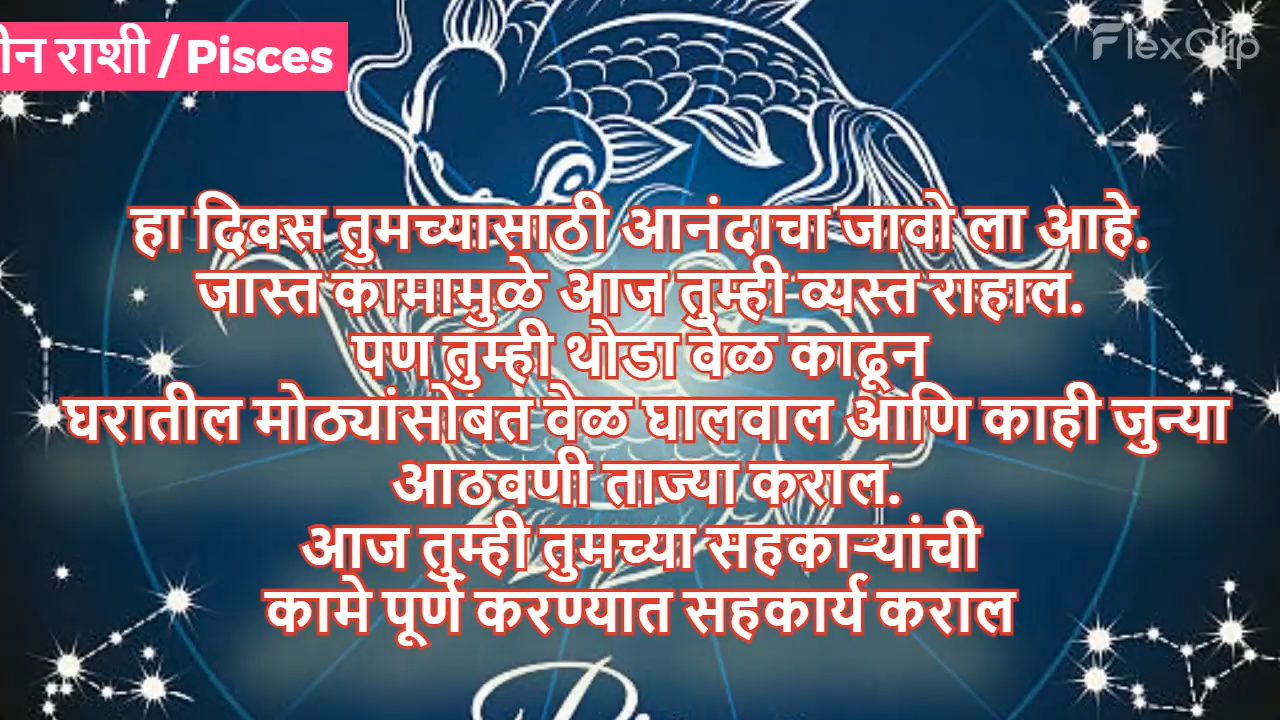 ीन राशी / Pisces
FlexClip
हा दिवस तुमच्यासाठी आनंदाचा जावो ला आहे.
जास्त कामामुळे आज तुम्ही व्यस्त राहाल.
पण तुम्ही थोडा वेळ काढून
घरातील मोठ्यांसोबत वेळ घालवाल आणि काही जुन्या
आठवणी ताज्या कराल.
आज तुम्ही तुमच्या सहकाऱ्यांची
कामे पूर्ण करण्यात सहकार्य कराल